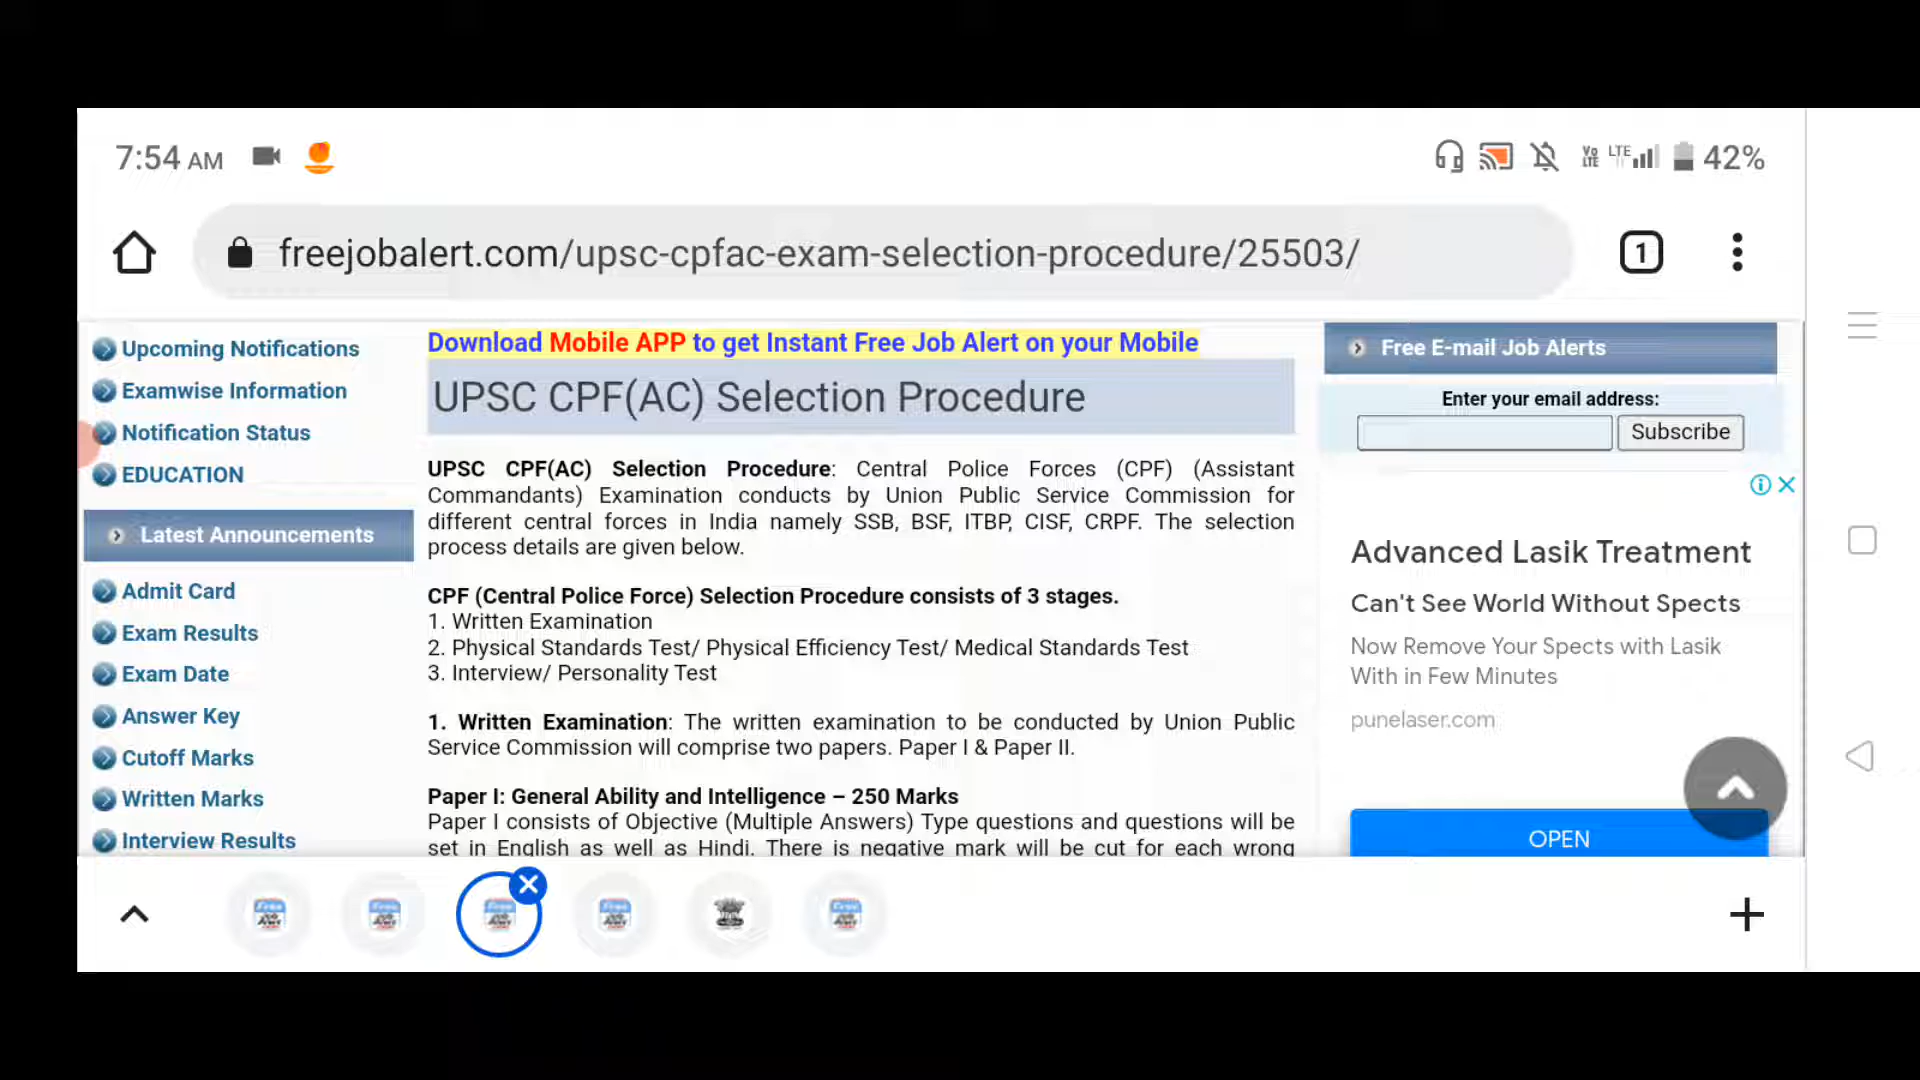 7:54 AM
VoLTE LTE 42%
freejobalert.com/upsc-cpfac-exam-selection-procedure/25503/
1
Upcoming Notifications
Examwise Information
Notification Status
EDUCATION
Latest Announcements
Admit Card
Exam Results
Exam Date
Answer Key
Cutoff Marks
Written Marks
Interview Results
Download Mobile APP to get Instant Free Job Alert on your Mobile
UPSC CPF(AC) Selection Procedure
UPSC CPF(AC) Selection Procedure: Central Police Forces (CPF) (Assistant
Commandants) Examination conducts by Union Public Service Commission for
different central forces in India namely SSB, BSF, ITBP, CISF, CRPF. The selection
process details are given below.
CPF (Central Police Force) Selection Procedure consists of 3 stages.
1. Written Examination
2. Physical Standards Test/ Physical Efficiency Test/ Medical Standards Test
3. Interview/ Personality Test
1. Written Examination: The written examination to be conducted by Union Public
Service Commission will comprise two papers. Paper I & Paper II.
Paper I: General Ability and Intelligence – 250 Marks
Paper I consists of Objective (Multiple Answers) Type questions and questions will be
set in English as well as Hindi. There is negative mark will be cut for each wrong
Free E-mail Job Alerts
Enter your email address:
Subscribe
Advanced Lasik Treatment
Can't See World Without Spects
Now Remove Your Spects with Lasik
With in Few Minutes
punelaser.com
OPEN